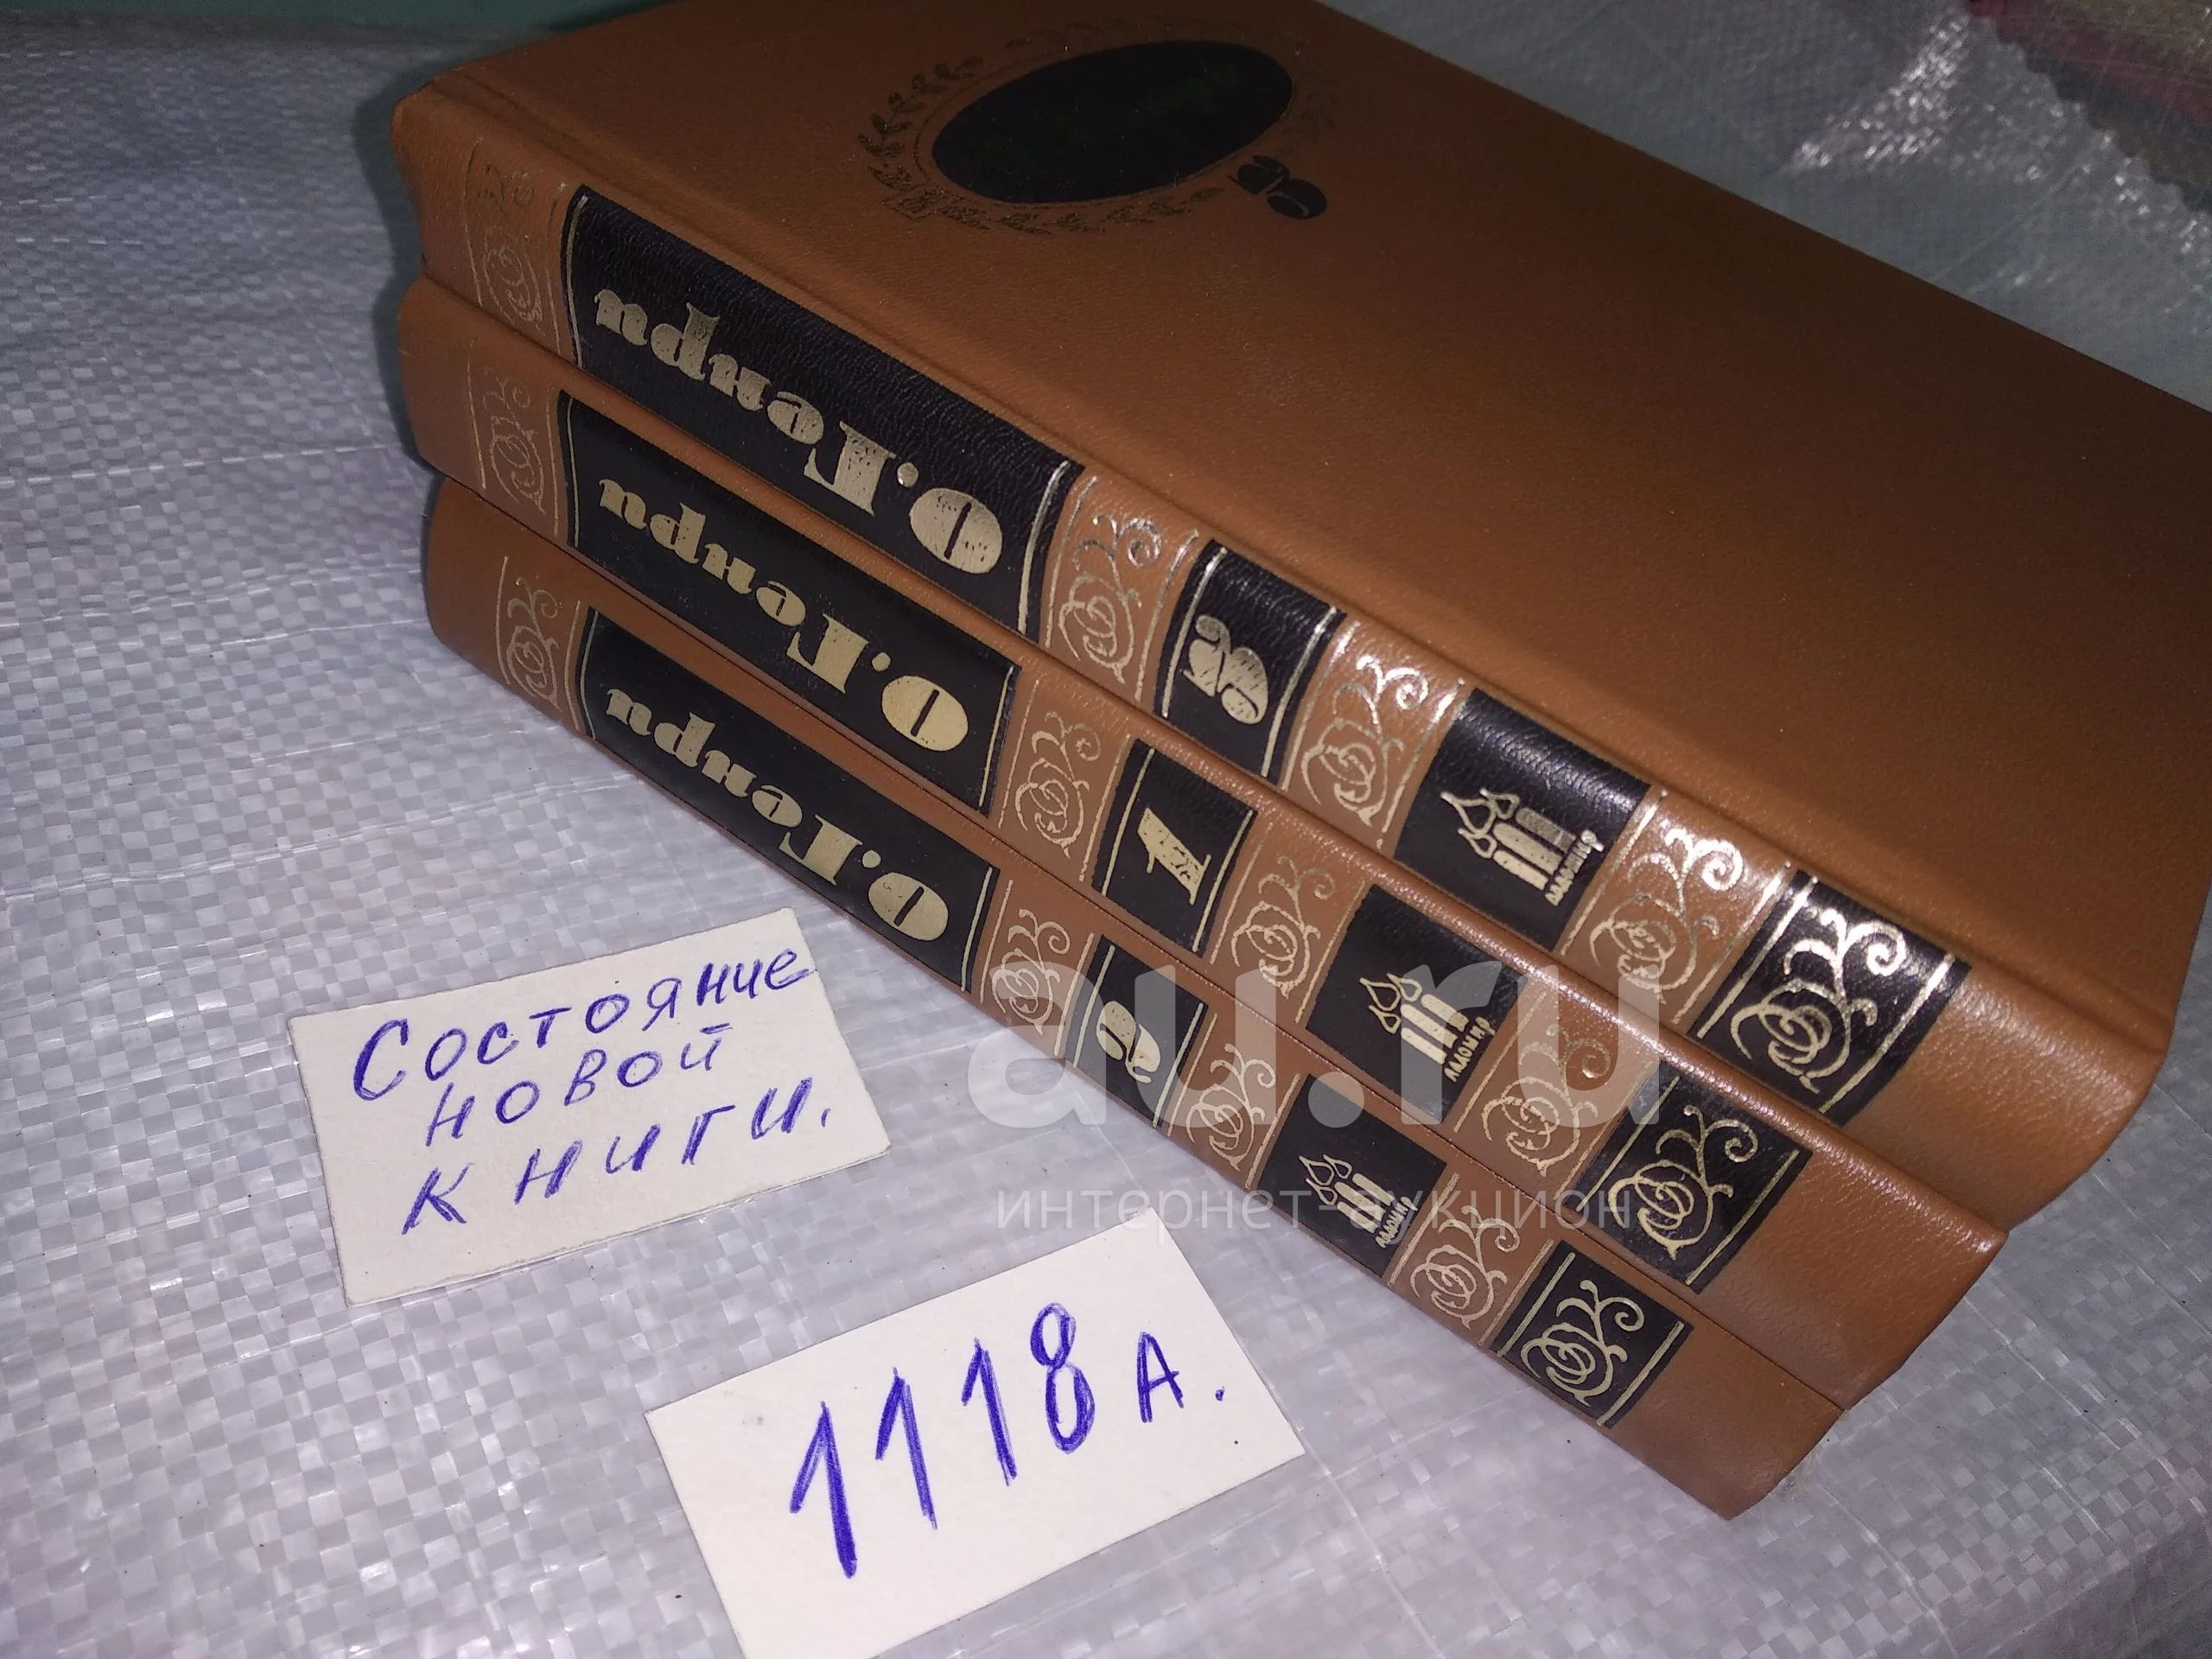 О.Генри
3
ЛАДОМИР
О.Генри
1
ЛАДОМИР
О.Генри
2
ЛАДОМИР
au.ru
интернет-аукцион
Состояние
новой
книги.
1118 А.